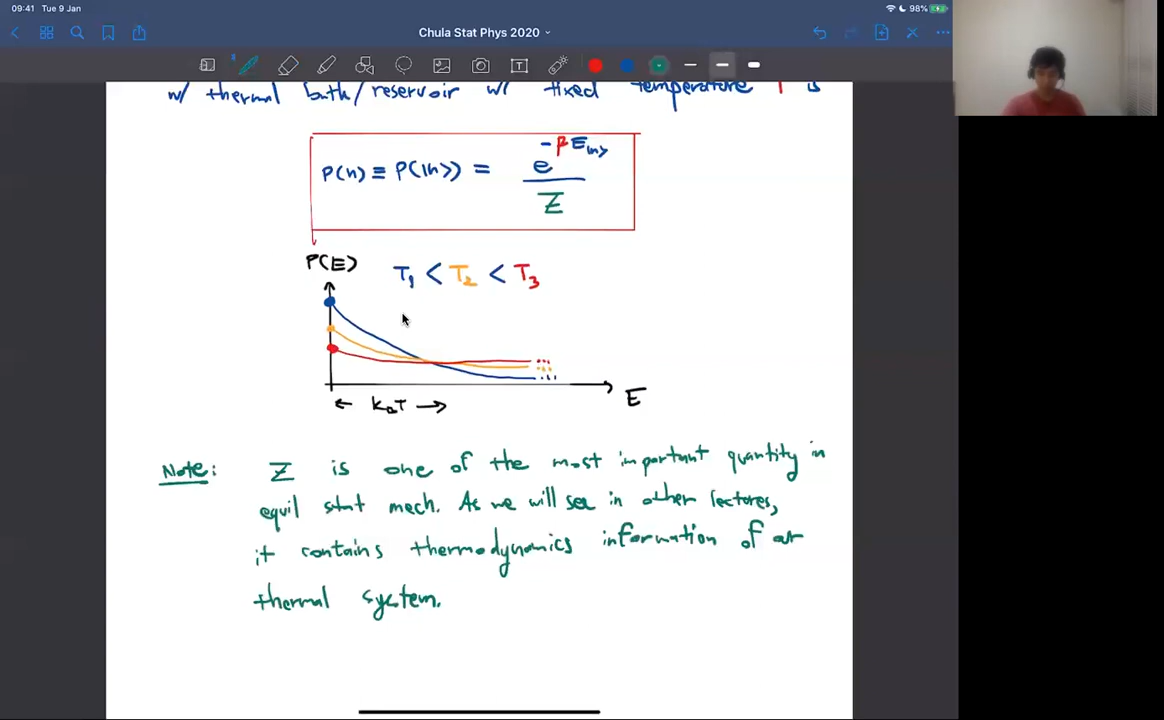 09:41 Tue 9 Jan
98%
Chula Stat Phys 2020
w/ thermal bath/reservoir w/ fixed temperature T is
P(n) ≡ P(|n>) = e^{-βE_{|n>}} / Z
P(E)
T₁ < T₂ < T₃
E
← k_BT →
Note: Z is one of the most important quantity in
equil stat mech. As we will see in other lectures,
it contains thermodynamics information of a
thermal system.